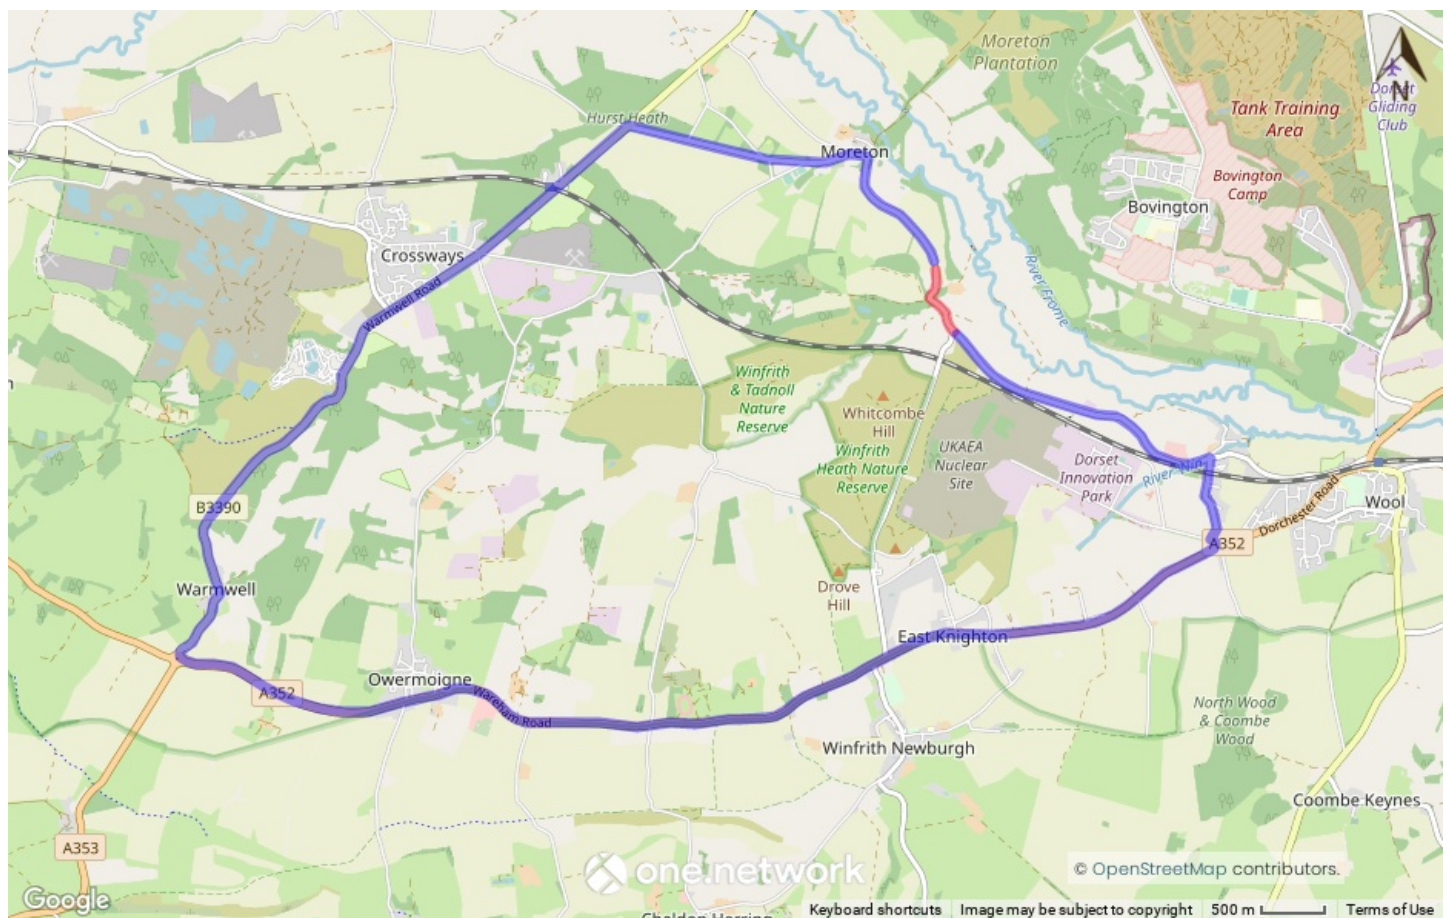 Moreton
Plantation
Dorset
Gliding
Club
N
Tank Training
Area
Hurst Heath
Moreton
Bovington
Camp
Bovington
Crossways
River Frome
Warmwell Road
Winfrith
& Tadnoll
Nature
Reserve
Whitcombe
Hill
Winfrith
Heath Nature
Reserve
UKAEA
Nuclear
Site
Dorset
Innovation
Park
River Win
Wool
Dorchester Road
B3390
A352
Warmwell
Drove
Hill
East Knighton
Owermoigne
A352
Wareham Road
North Wood
& Coombe
Wood
Winfrith Newburgh
Coombe Keynes
A353
one.network
© OpenStreetMap contributors.
Google
Chaldon Herring
Keyboard shortcuts
Image may be subject to copyright
500 m
Terms of Use